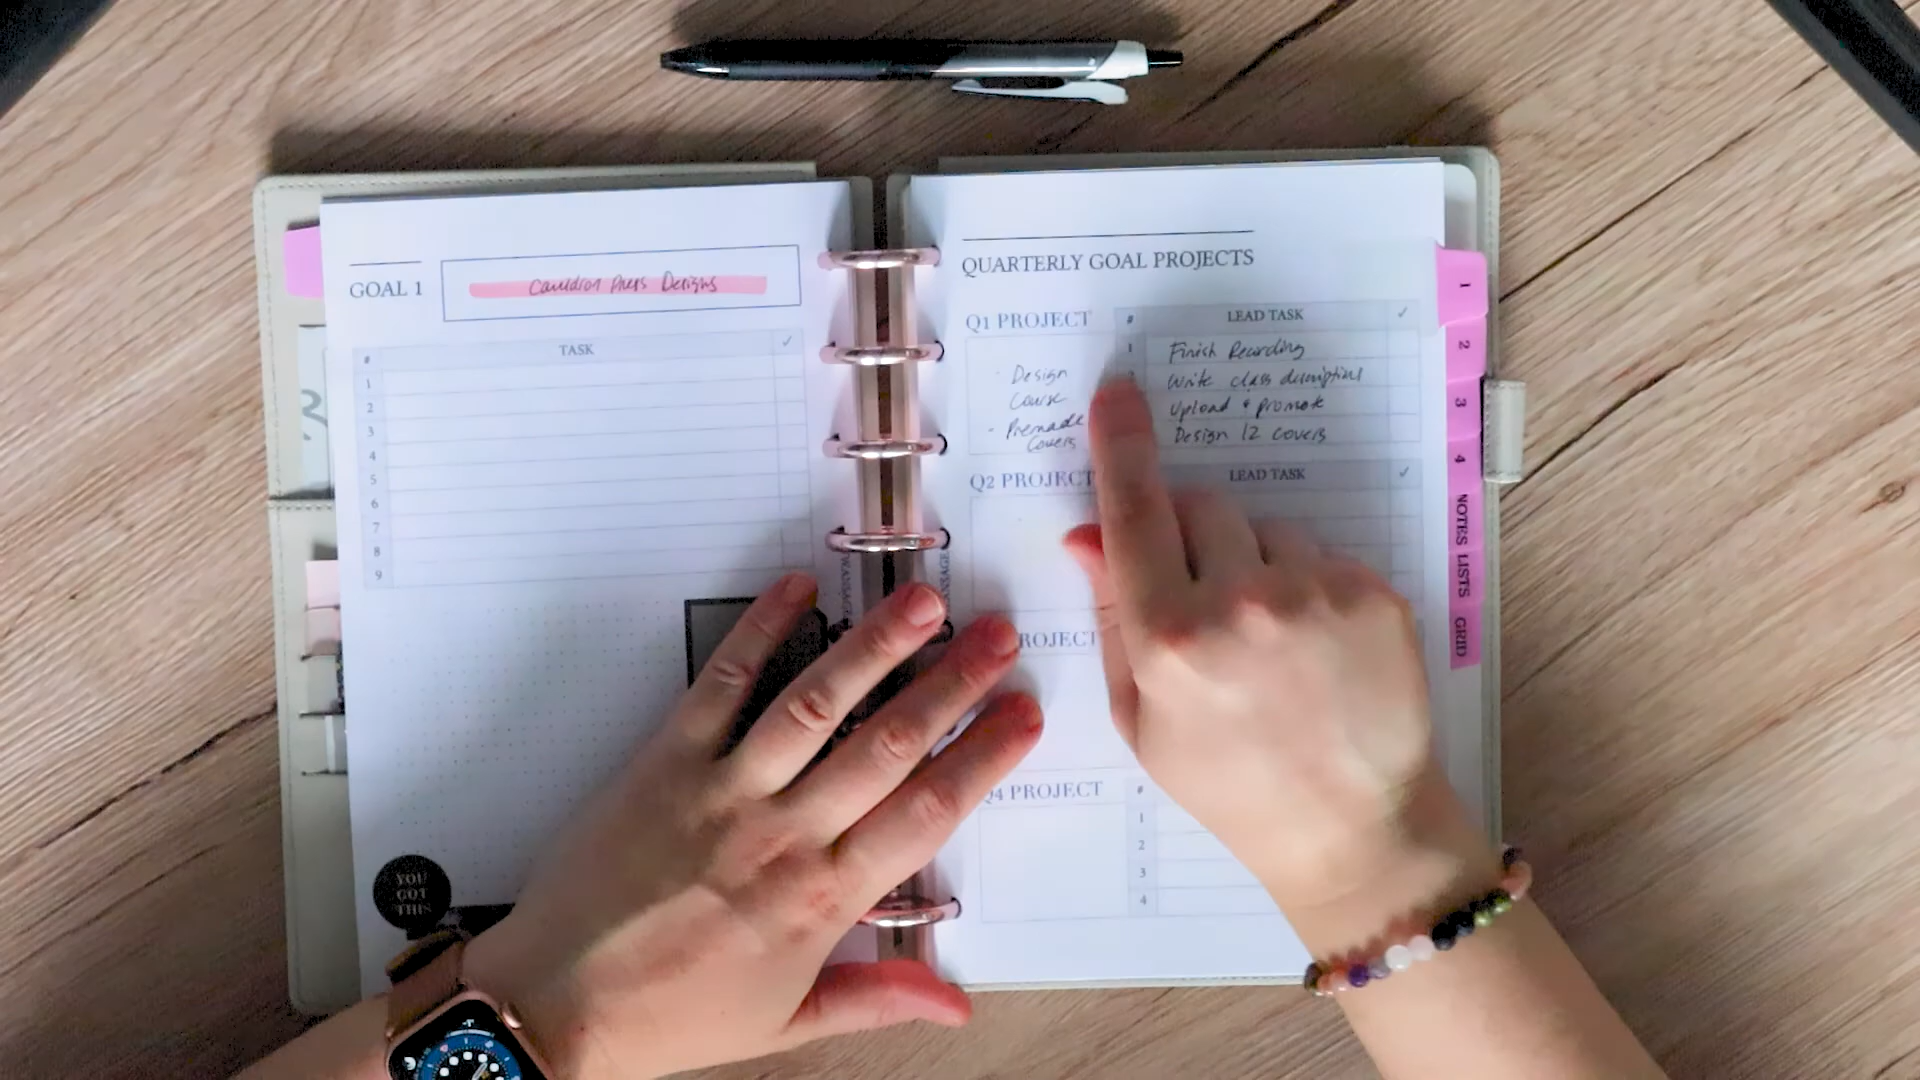 GOAL 1
Cauldron Press Designs
# TASK ✓
1
2
3
4
5
6
7
8
9
YOU
GOT
THIS
QUARTERLY GOAL PROJECTS
Q1 PROJECT
- Design
Course
- Premade
Covers
# LEAD TASK ✓
1 Finish Recording
Write class descriptions
Upload + promote
Design 12 covers
Q2 PROJECT
LEAD TASK ✓
PROJECT
Q4 PROJECT
#
1
2
3
4
1
2
3
4
NOTES
LISTS
GRID